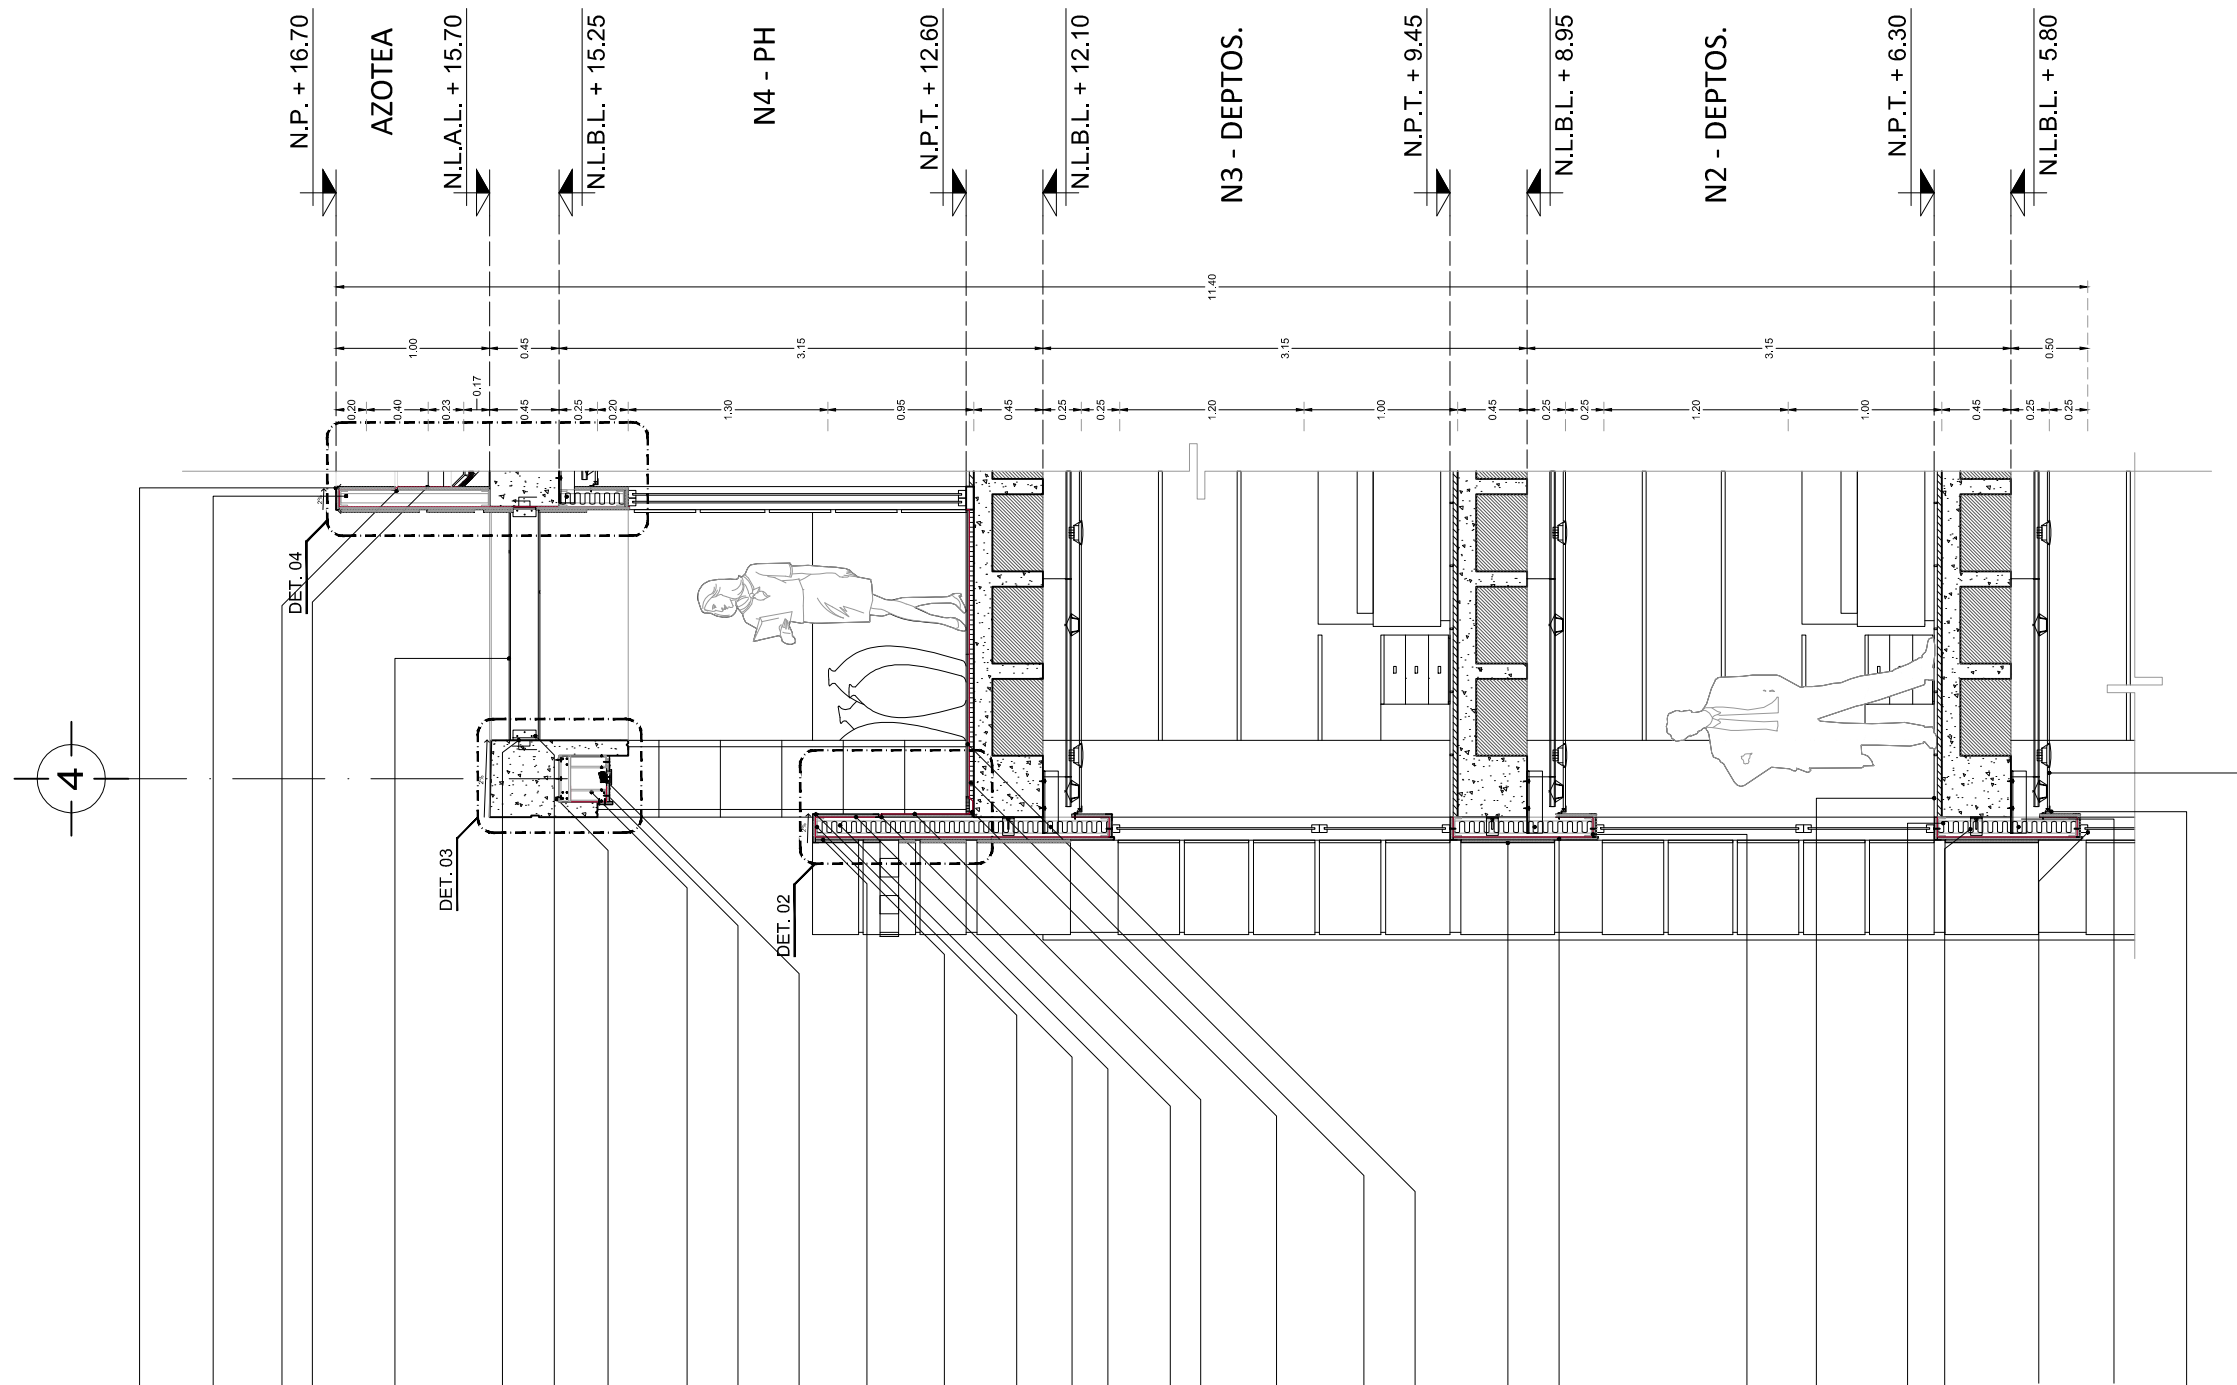 N.P. + 16.70
AZOTEA
N.L.A.L. + 15.70
N.L.B.L. + 15.25
N4 - PH
N.P.T. + 12.60
N.L.B.L. + 12.10
N3 - DEPTOS.
N.P.T. + 9.45
N.L.B.L. + 8.95
N2 - DEPTOS.
N.P.T. + 6.30
N.L.B.L. + 5.80
11.40
1.00
0.45
3.15
3.15
3.15
0.50
0.20
0.40
0.23
0.17
0.45
0.25
0.20
1.30
0.95
0.45
0.25
0.25
1.20
1.00
0.45
0.25
0.25
1.20
1.00
0.45
0.25
0.25
DET. 04
4
DET. 03
DET. 02